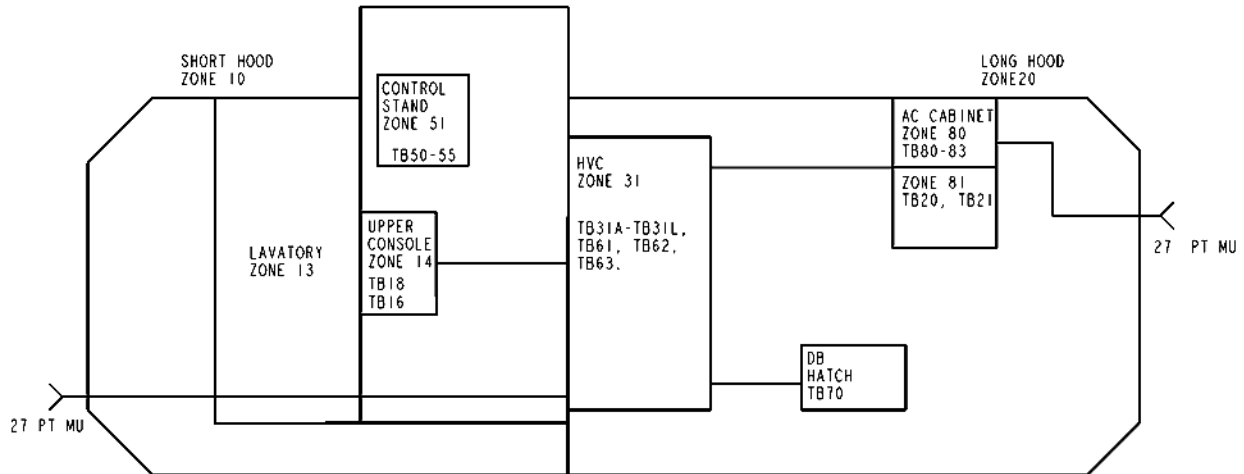 SHORT HOOD
ZONE 10
LONG HOOD
ZONE20
CONTROL
STAND
ZONE 51
TB50-55
AC CABINET
ZONE 80
TB80-83
ZONE 81
TB20, TB21
HVC
ZONE 31
TB31A-TB31L,
TB61, TB62,
TB63.
UPPER
CONSOLE
ZONE 14
TB18
TB16
LAVATORY
ZONE 13
27 PT MU
DB
HATCH
TB70
27 PT MU